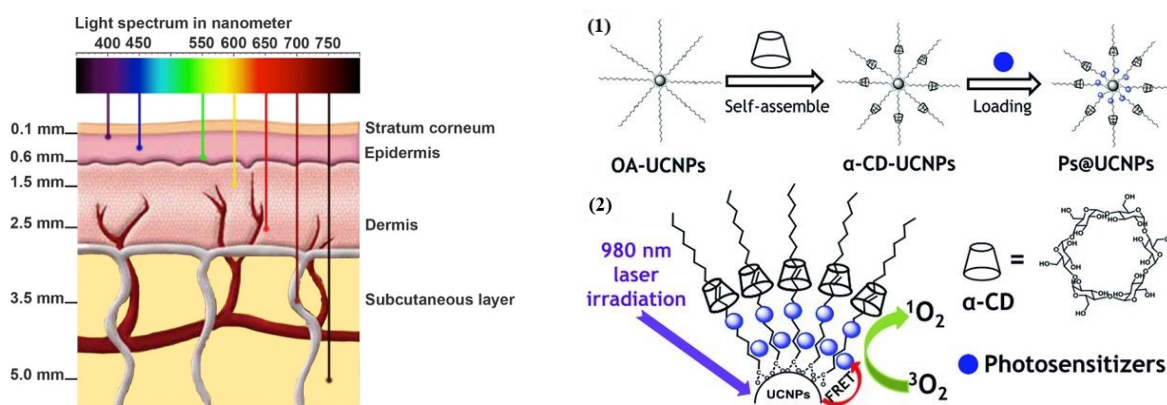 Light spectrum in nanometer
400 450 550 600 650 700 750
0.1 mm
Stratum corneum
Epidermis
0.6 mm
1.5 mm
2.5 mm
Dermis
3.5 mm
Subcutaneous layer
5.0 mm
(1)
Self-assemble
Loading
OA-UCNPs
α-CD-UCNPs
Ps@UCNPs
(2)
980 nm
laser
irradiation
UCNPs
FRET
¹O₂
³O₂
=
α-CD
Photosensitizers